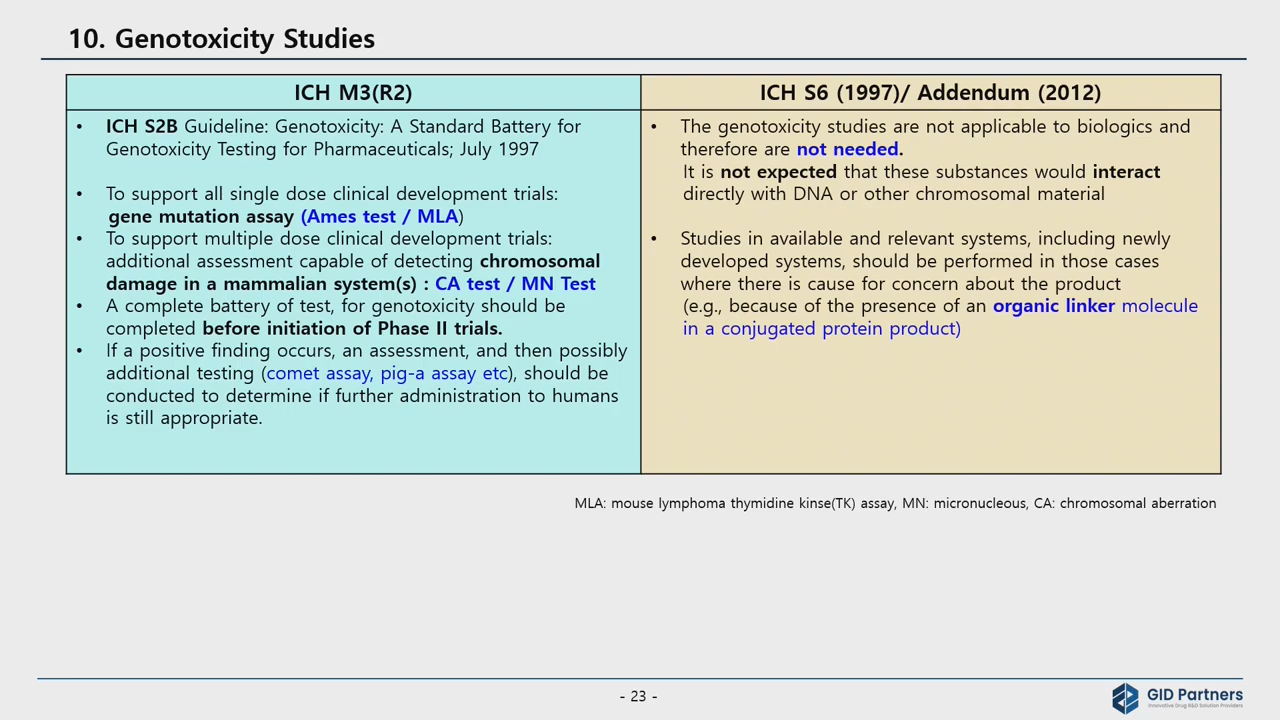 10. Genotoxicity Studies
ICH M3(R2)
• ICH S2B Guideline: Genotoxicity: A Standard Battery for
Genotoxicity Testing for Pharmaceuticals; July 1997
• To support all single dose clinical development trials:
gene mutation assay (Ames test / MLA)
• To support multiple dose clinical development trials:
additional assessment capable of detecting chromosomal
damage in a mammalian system(s) : CA test / MN Test
• A complete battery of test, for genotoxicity should be
completed before initiation of Phase II trials.
• If a positive finding occurs, an assessment, and then possibly
additional testing (comet assay, pig-a assay etc), should be
conducted to determine if further administration to humans
is still appropriate.
ICH S6 (1997)/ Addendum (2012)
• The genotoxicity studies are not applicable to biologics and
therefore are not needed.
It is not expected that these substances would interact
directly with DNA or other chromosomal material
• Studies in available and relevant systems, including newly
developed systems, should be performed in those cases
where there is cause for concern about the product
(e.g., because of the presence of an organic linker molecule
in a conjugated protein product)
MLA: mouse lymphoma thymidine kinse(TK) assay, MN: micronucleous, CA: chromosomal aberration
- 23 -
GID Partners
Innovative Drug R&D Solution Providers